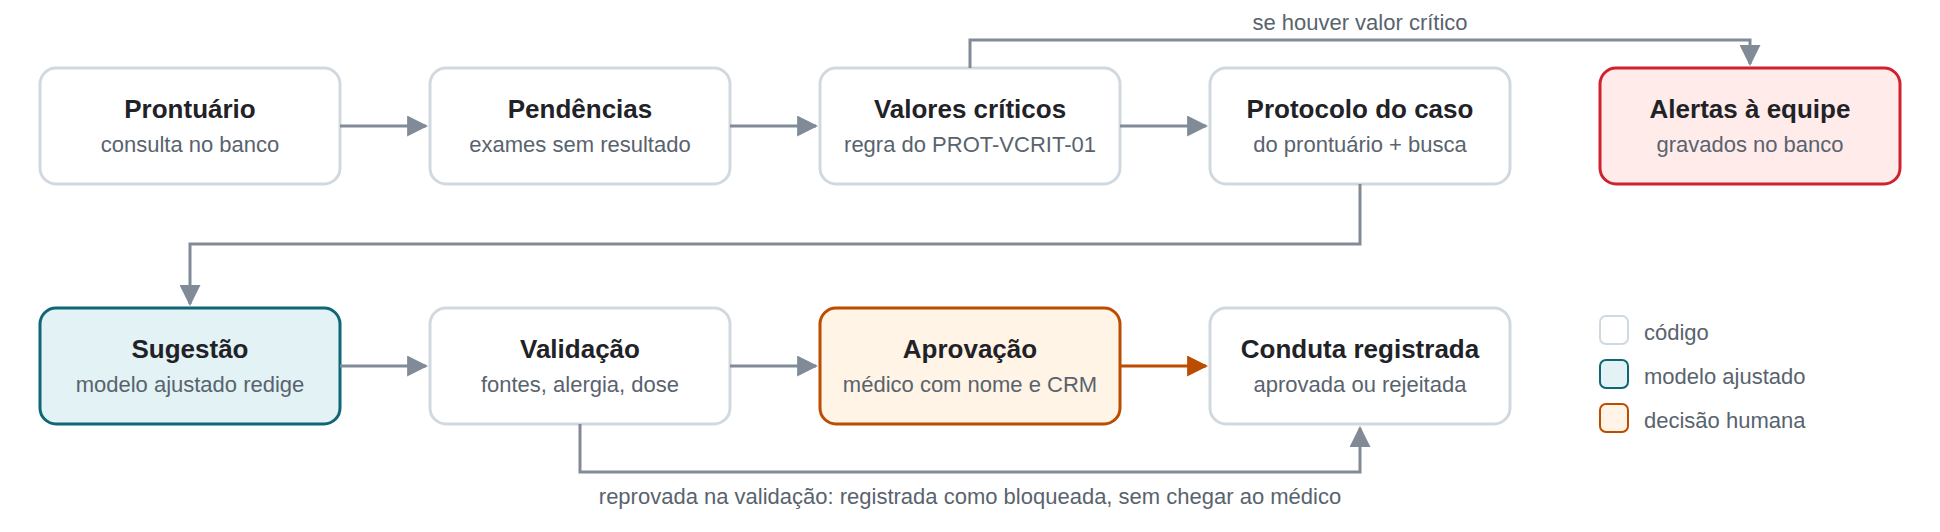 se houver valor crítico
Prontuário
consulta no banco
Pendências
exames sem resultado
Valores críticos
regra do PROT-VCRIT-01
Protocolo do caso
do prontuário + busca
Alertas à equipe
gravados no banco
Sugestão
modelo ajustado redige
Validação
fontes, alergia, dose
Aprovação
médico com nome e CRM
Conduta registrada
aprovada ou rejeitada
código
modelo ajustado
decisão humana
reprovada na validação: registrada como bloqueada, sem chegar ao médico